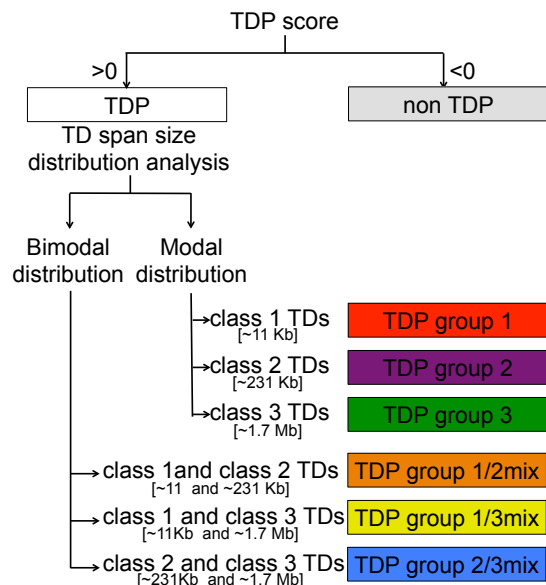 TDP score
>0
<0
TDP
non TDP
TD span size
distribution analysis
Bimodal
distribution
Modal
distribution
class 1 TDs
[~11 Kb]
TDP group 1
class 2 TDs
[~231 Kb]
TDP group 2
class 3 TDs
[~1.7 Mb]
TDP group 3
class 1and class 2 TDs
[~11 and ~231 Kb]
TDP group 1/2mix
class 1 and class 3 TDs
[~11Kb and ~1.7 Mb]
TDP group 1/3mix
class 2 and class 3 TDs
[~231Kb and ~1.7 Mb]
TDP group 2/3mix